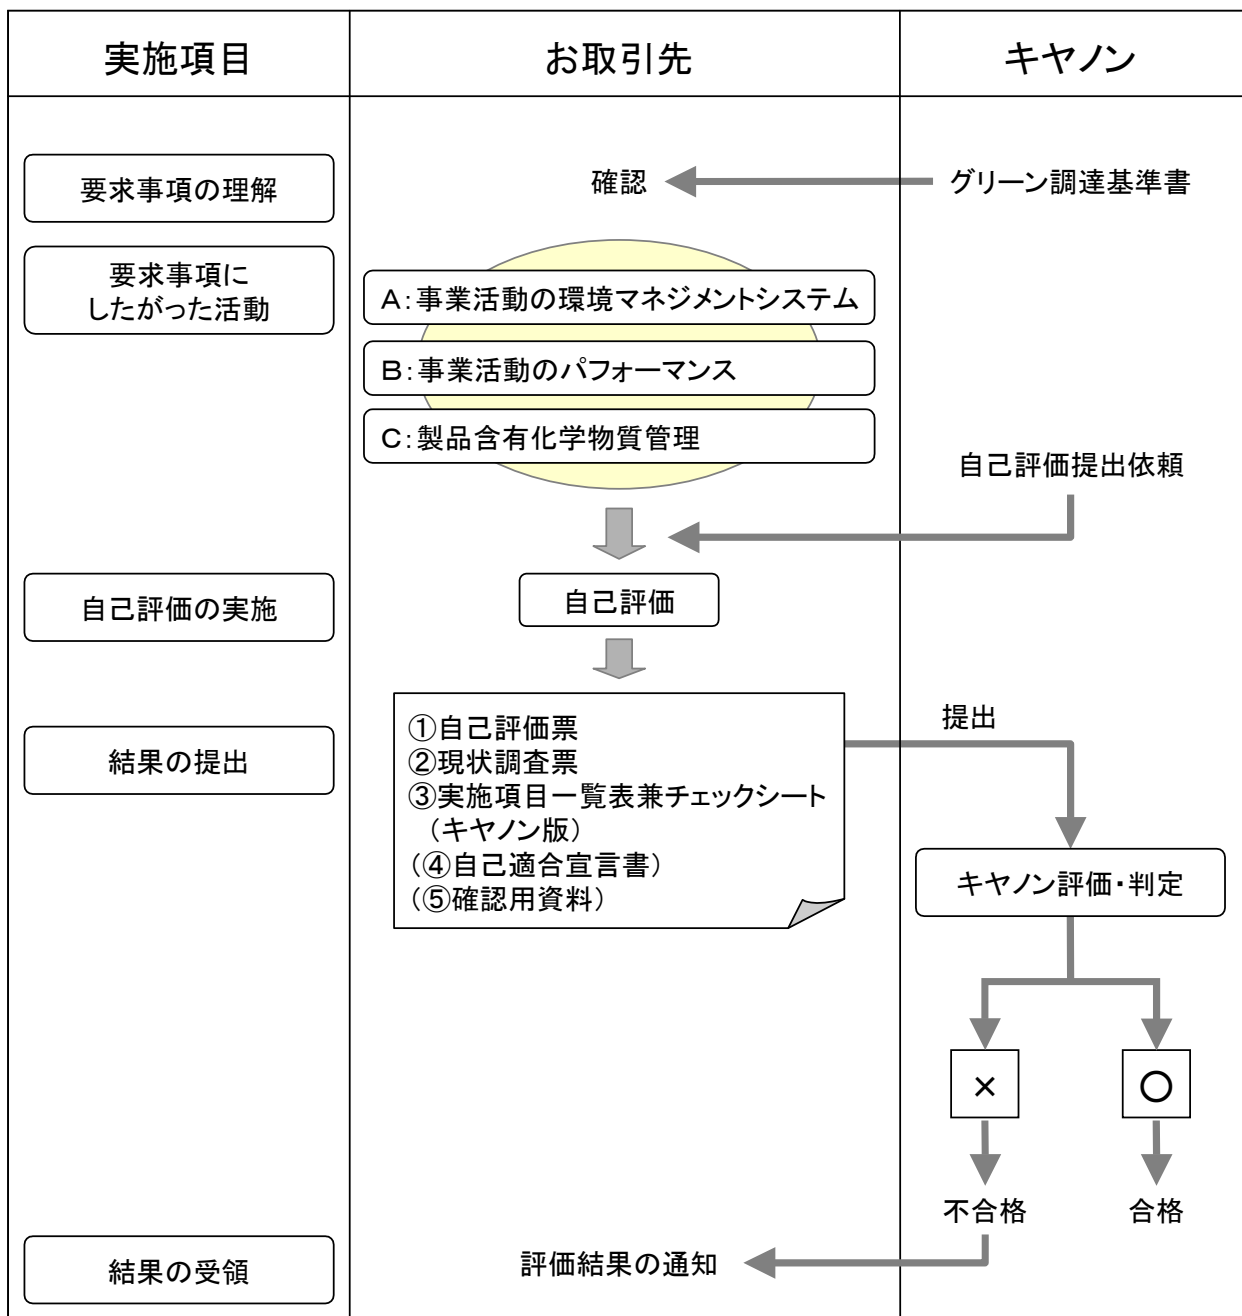 実施項目
お取引先
キヤノン
要求事項の理解
確認
グリーン調達基準書
要求事項に
したがった活動
A:事業活動の環境マネジメントシステム
B:事業活動のパフォーマンス
C:製品含有化学物質管理
自己評価提出依頼
自己評価の実施
自己評価
結果の提出
①自己評価票
②現状調査票
③実施項目一覧表兼チェックシート
(キヤノン版)
(④自己適合宣言書)
(⑤確認用資料)
提出
キヤノン評価・判定
×
○
不合格
合格
結果の受領
評価結果の通知